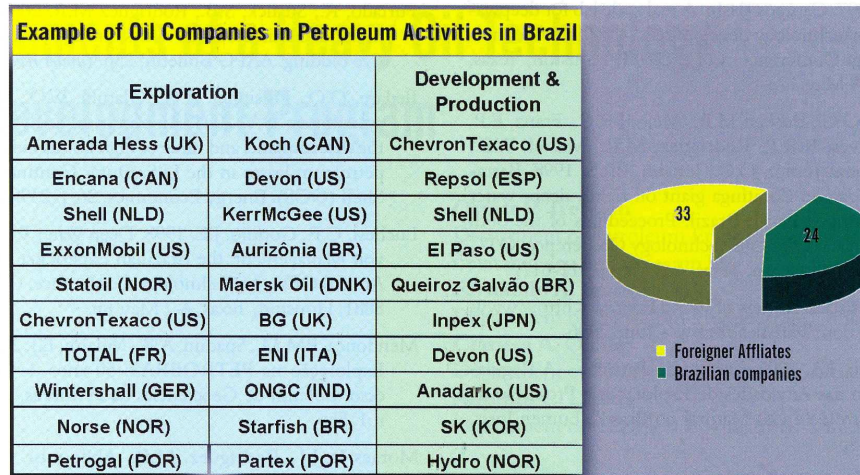 Example of Oil Companies in Petroleum Activities in Brazil
Exploration
Development &
Production
Amerada Hess (UK) Koch (CAN) ChevronTexaco (US)
Encana (CAN) Devon (US) Repsol (ESP)
Shell (NLD) KerrMcGee (US) Shell (NLD)
ExxonMobil (US) Aurizônia (BR) El Paso (US)
Statoil (NOR) Maersk Oil (DNK) Queiroz Galvão (BR)
ChevronTexaco (US) BG (UK) Inpex (JPN)
TOTAL (FR) ENI (ITA) Devon (US)
Wintershall (GER) ONGC (IND) Anadarko (US)
Norse (NOR) Starfish (BR) SK (KOR)
Petrogal (POR) Partex (POR) Hydro (NOR)
33
24
Foreigner Affliates
Brazilian companies